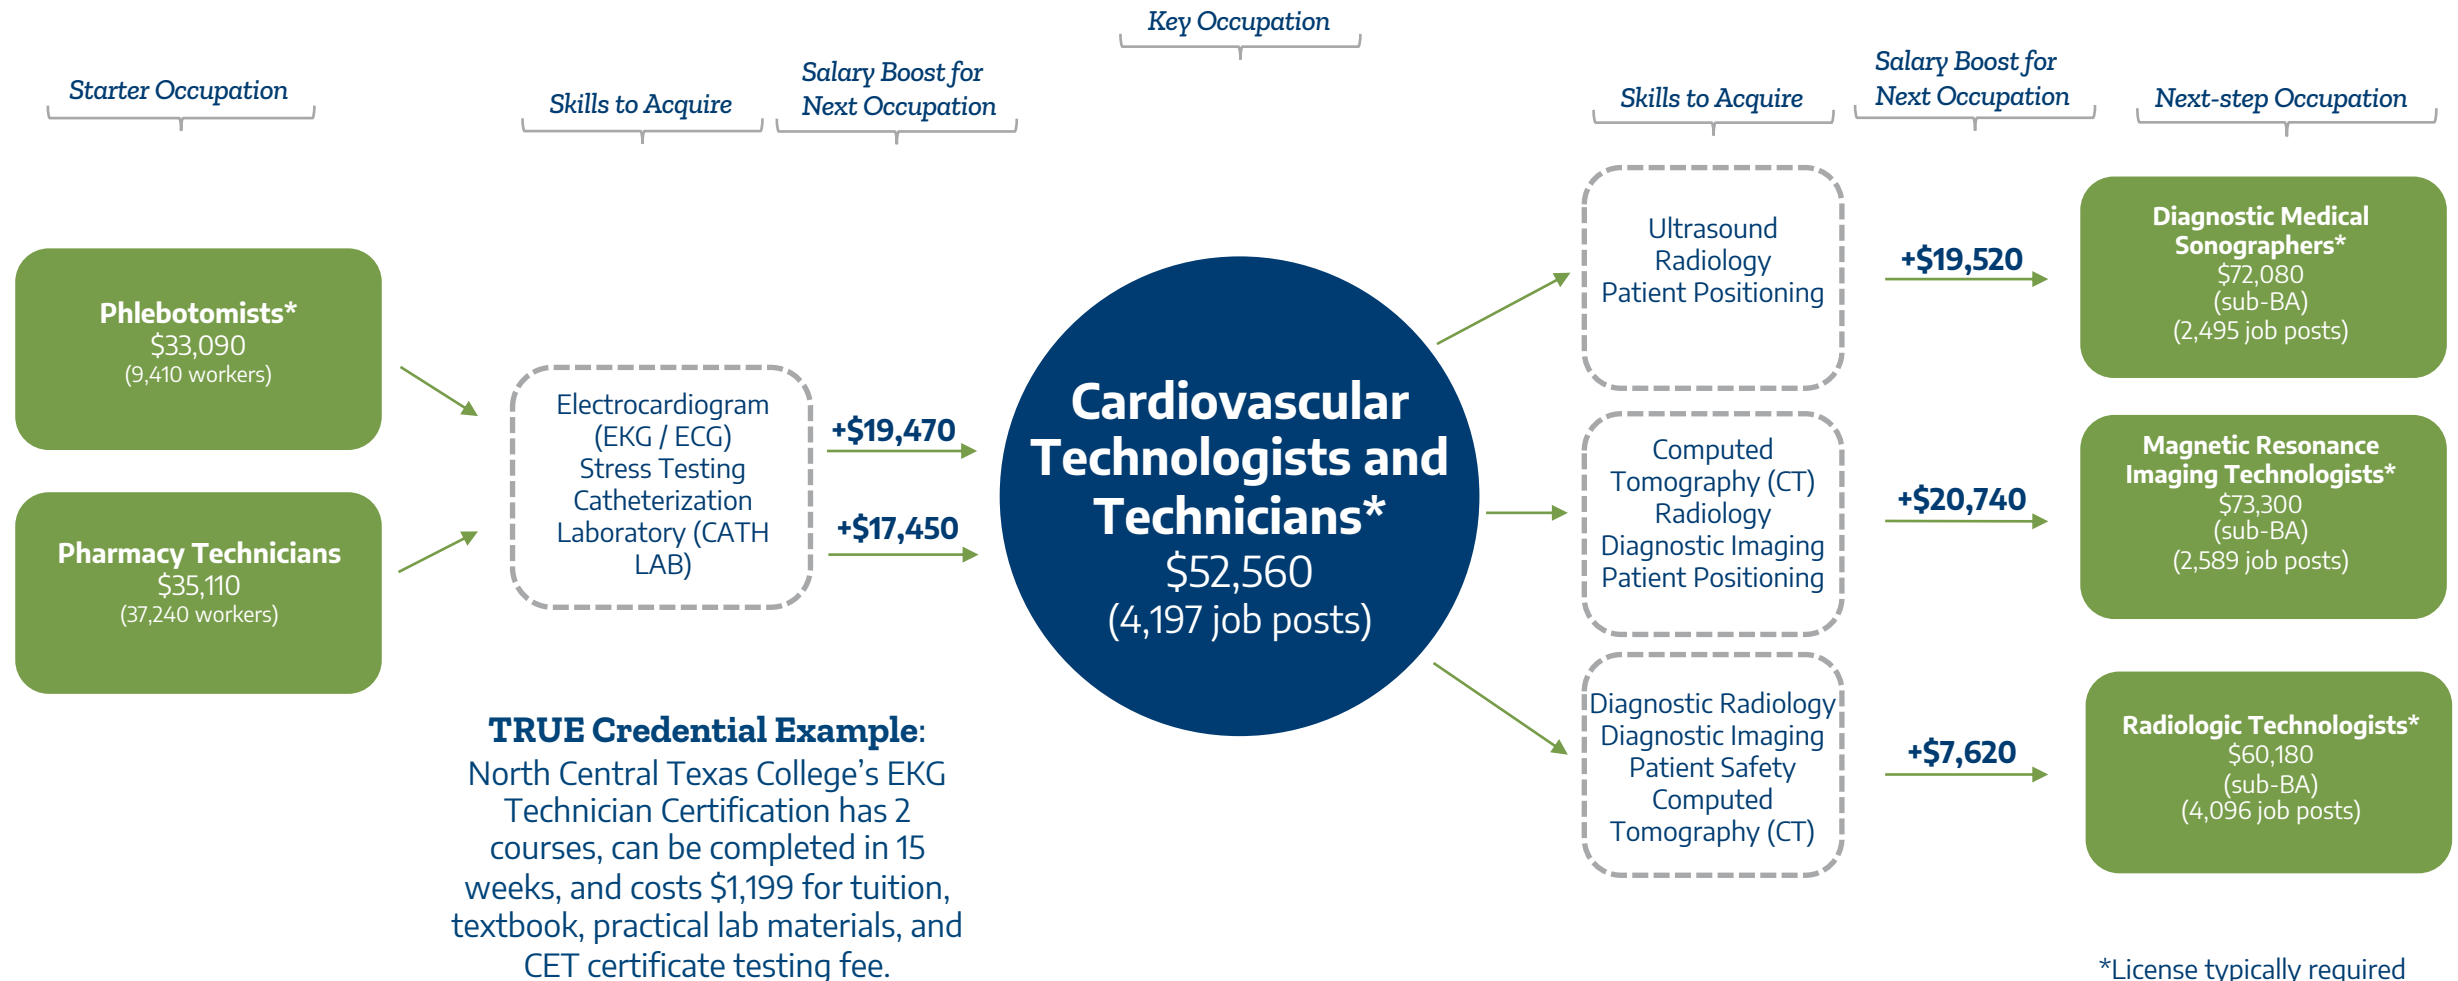 Key Occupation
Starter Occupation
Skills to Acquire
Salary Boost for
Next Occupation
Skills to Acquire
Salary Boost for
Next Occupation
Next-step Occupation
Phlebotomists*
$33,090
(9,410 workers)
Pharmacy Technicians
$35,110
(37,240 workers)
Electrocardiogram
(EKG / ECG)
Stress Testing
Catheterization
Laboratory (CATH
LAB)
+$19,470
+$17,450
Cardiovascular
Technologists and
Technicians*
$52,560
(4,197 job posts)
Ultrasound
Radiology
Patient Positioning
+$19,520
Diagnostic Medical
Sonographers*
$72,080
(sub-BA)
(2,495 job posts)
Computed
Tomography (CT)
Radiology
Diagnostic Imaging
Patient Positioning
+$20,740
Magnetic Resonance
Imaging Technologists*
$73,300
(sub-BA)
(2,589 job posts)
Diagnostic Radiology
Diagnostic Imaging
Patient Safety
Computed
Tomography (CT)
+$7,620
Radiologic Technologists*
$60,180
(sub-BA)
(4,096 job posts)
TRUE Credential Example:
North Central Texas College’s EKG
Technician Certification has 2
courses, can be completed in 15
weeks, and costs $1,199 for tuition,
textbook, practical lab materials, and
CET certificate testing fee.
*License typically required